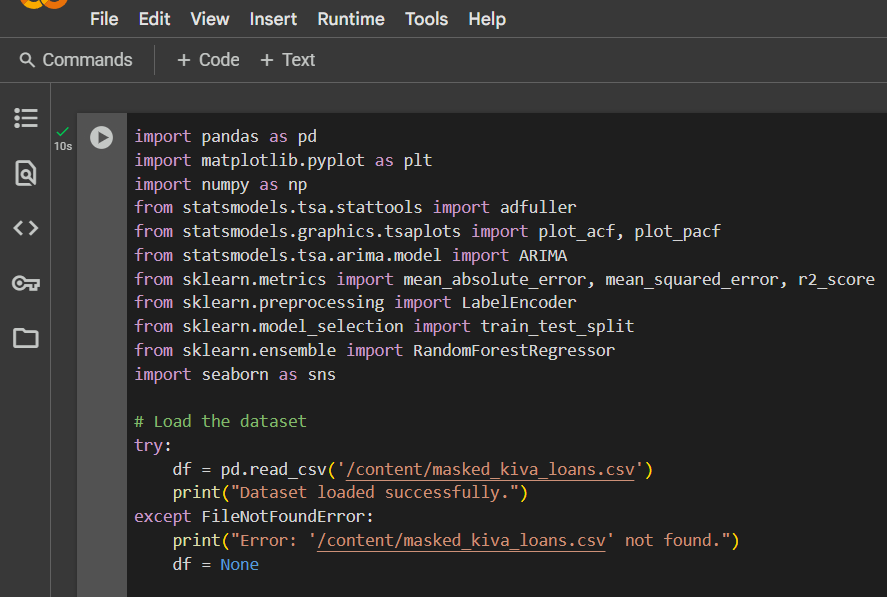 File Edit View Insert Runtime Tools Help
Commands + Code + Text
10s
import pandas as pd
import matplotlib.pyplot as plt
import numpy as np
from statsmodels.tsa.stattools import adfuller
from statsmodels.graphics.tsaplots import plot_acf, plot_pacf
from statsmodels.tsa.arima.model import ARIMA
from sklearn.metrics import mean_absolute_error, mean_squared_error, r2_score
from sklearn.preprocessing import LabelEncoder
from sklearn.model_selection import train_test_split
from sklearn.ensemble import RandomForestRegressor
import seaborn as sns

# Load the dataset
try:
    df = pd.read_csv('/content/masked_kiva_loans.csv')
    print("Dataset loaded successfully.")
except FileNotFoundError:
    print("Error: '/content/masked_kiva_loans.csv' not found.")
    df = None